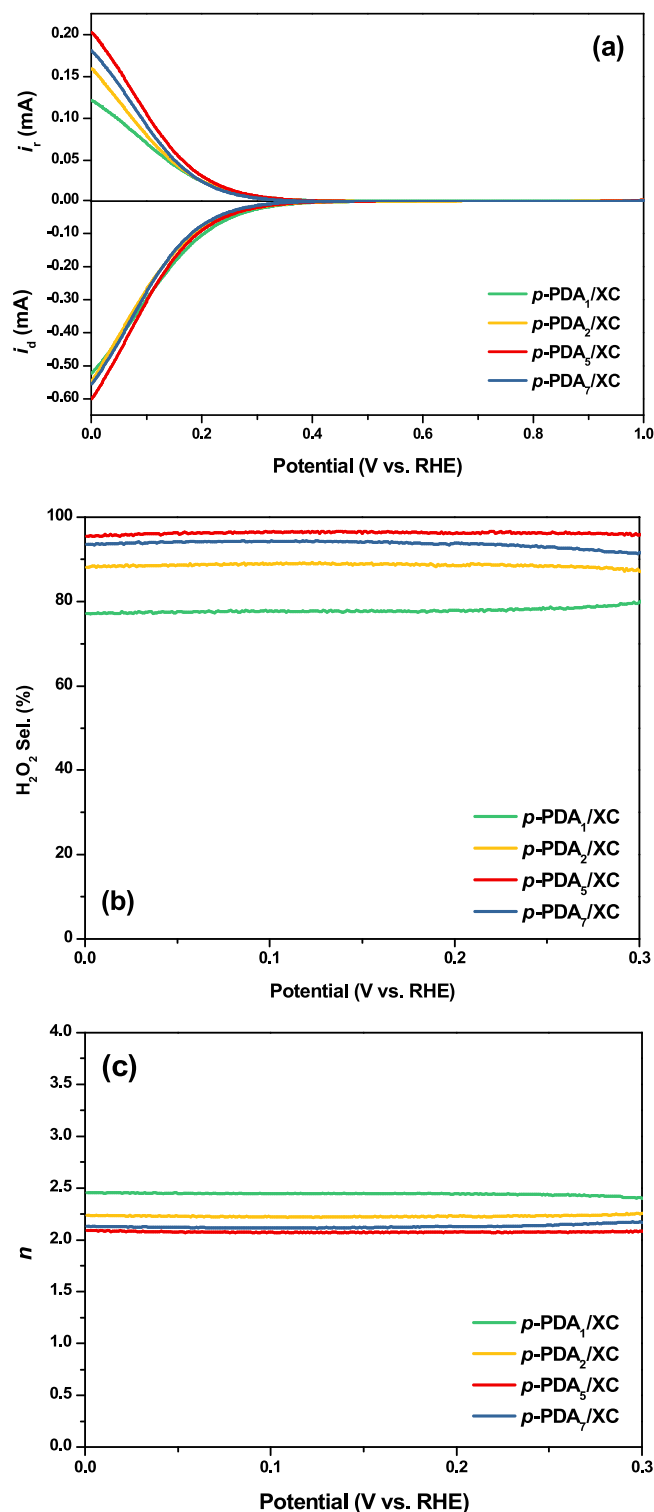 (a)
0.20
0.15
0.10
0.05
0.00
-0.10
-0.20
-0.30
-0.40
-0.50
-0.60
i_r (mA)
i_d (mA)
p-PDA₁/XC
p-PDA₂/XC
p-PDA₅/XC
p-PDA₇/XC
0.0 0.2 0.4 0.6 0.8 1.0
Potential (V vs. RHE)
100
80
60
40
20
0
H₂O₂ Sel. (%)
p-PDA₁/XC
p-PDA₂/XC
p-PDA₅/XC
p-PDA₇/XC
(b)
0.0 0.1 0.2 0.3
Potential (V vs. RHE)
(c)
4.0
3.5
3.0
2.5
2.0
1.5
1.0
0.5
0.0
n
p-PDA₁/XC
p-PDA₂/XC
p-PDA₅/XC
p-PDA₇/XC
0.0 0.1 0.2 0.3
Potential (V vs. RHE)